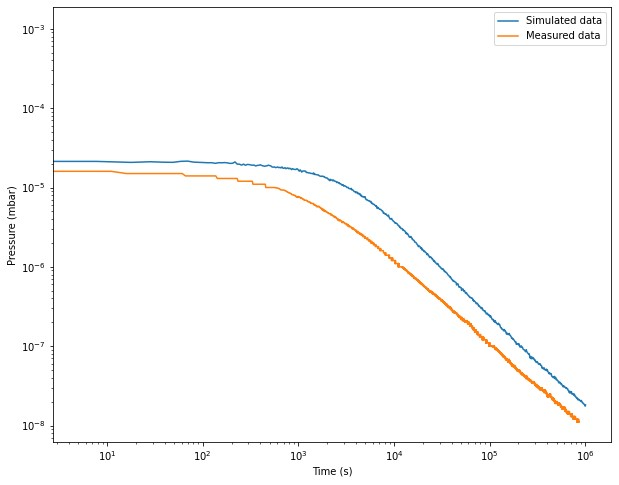 Simulated data
Measured data
Pressure (mbar)
10⁻³
10⁻⁴
10⁻⁵
10⁻⁶
10⁻⁷
10⁻⁸
10¹ 10² 10³ 10⁴ 10⁵ 10⁶
Time (s)